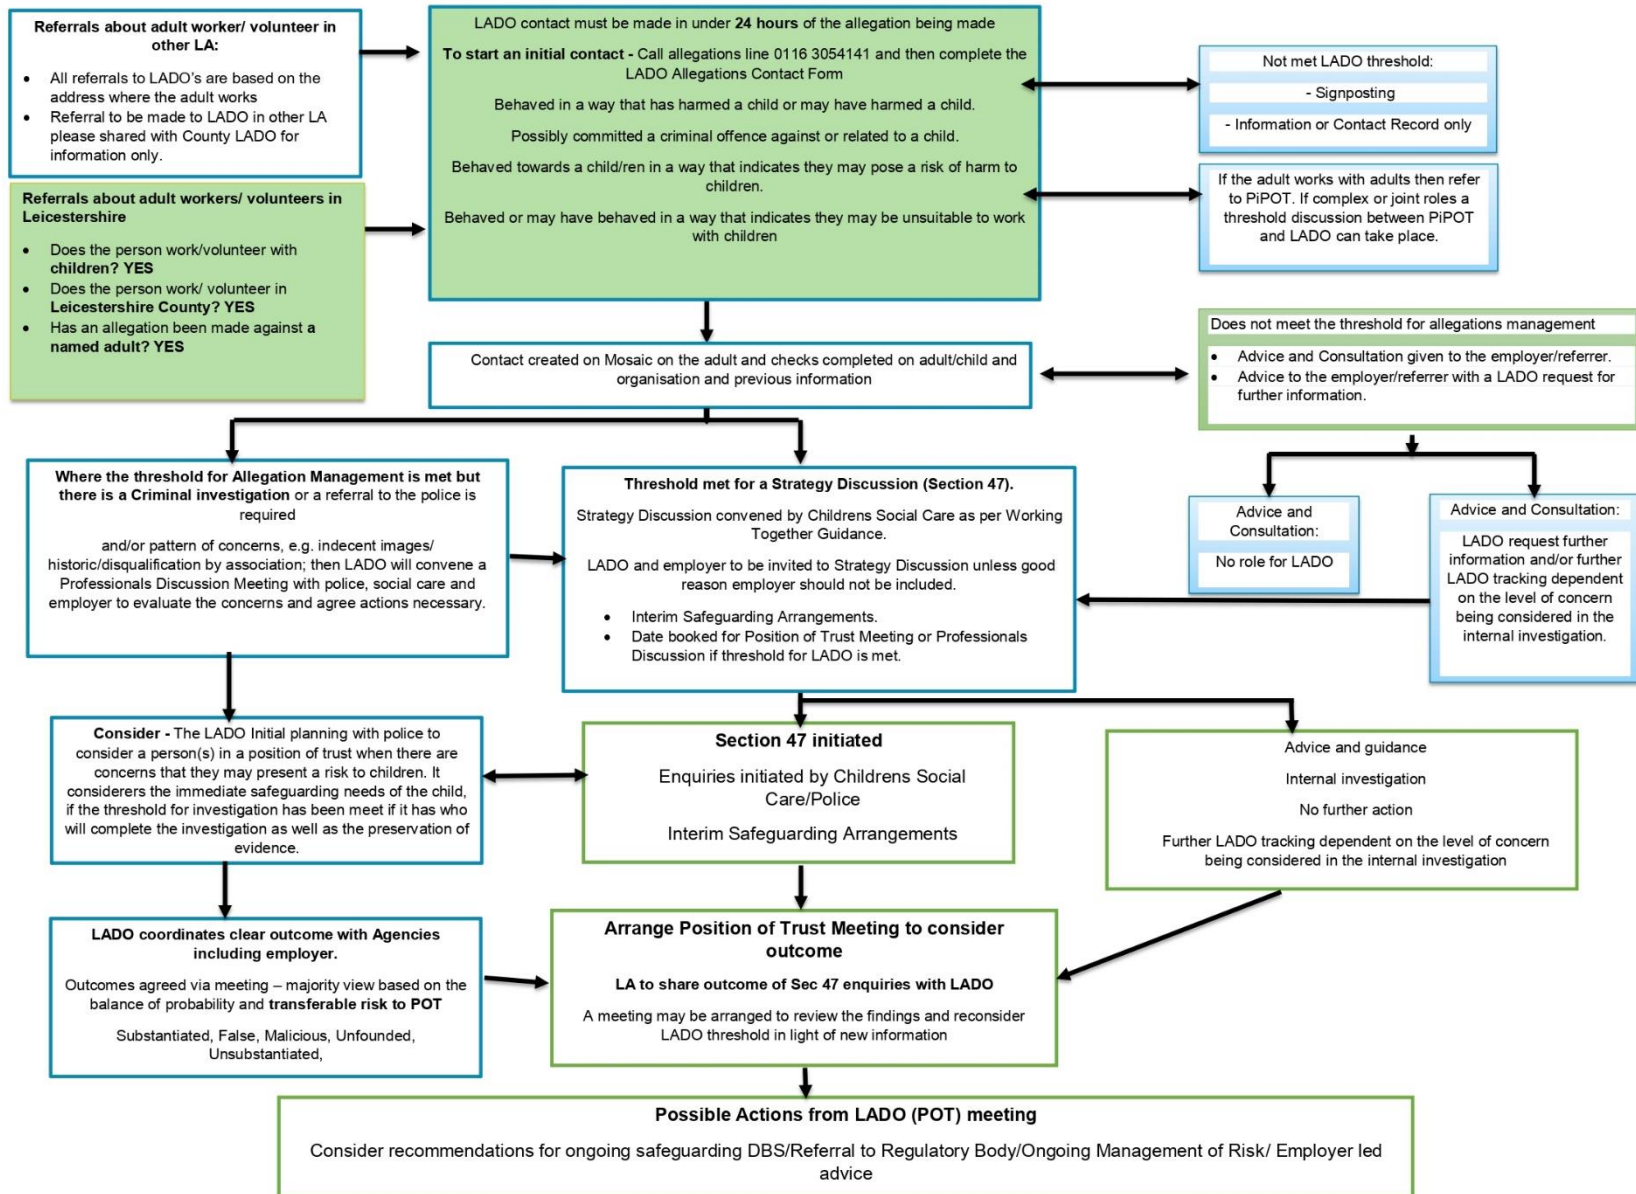 Referrals about adult worker/ volunteer in
other LA:
• All referrals to LADO's are based on the
address where the adult works
• Referral to be made to LADO in other LA
please shared with County LADO for
information only.
LADO contact must be made in under 24 hours of the allegation being made
To start an initial contact - Call allegations line 0116 3054141 and then complete the
LADO Allegations Contact Form
Behaved in a way that has harmed a child or may have harmed a child.
Possibly committed a criminal offence against or related to a child.
Behaved towards a child/ren in a way that indicates they may pose a risk of harm to
children.
Behaved or may have behaved in a way that indicates they may be unsuitable to work
with children
Not met LADO threshold:
- Signposting
- Information or Contact Record only
If the adult works with adults then refer
to PiPOT. If complex or joint roles a
threshold discussion between PiPOT
and LADO can take place.
Referrals about adult workers/ volunteers in
Leicestershire
• Does the person work/volunteer with
children? YES
• Does the person work/ volunteer in
Leicestershire County? YES
• Has an allegation been made against a
named adult? YES
Contact created on Mosaic on the adult and checks completed on adult/child and
organisation and previous information
Does not meet the threshold for allegations management
• Advice and Consultation given to the employer/referrer.
• Advice to the employer/referrer with a LADO request for
further information.
Where the threshold for Allegation Management is met but
there is a Criminal investigation or a referral to the police is
required
and/or pattern of concerns, e.g. indecent images/
historic/disqualification by association; then LADO will convene a
Professionals Discussion Meeting with police, social care and
employer to evaluate the concerns and agree actions necessary.
Threshold met for a Strategy Discussion (Section 47).
Strategy Discussion convened by Childrens Social Care as per Working
Together Guidance.
LADO and employer to be invited to Strategy Discussion unless good
reason employer should not be included.
• Interim Safeguarding Arrangements.
• Date booked for Position of Trust Meeting or Professionals
Discussion if threshold for LADO is met.
Advice and
Consultation:
No role for LADO
Advice and Consultation:
LADO request further
information and/or further
LADO tracking dependent
on the level of concern
being considered in the
internal investigation.
Consider - The LADO Initial planning with police to
consider a person(s) in a position of trust when there are
concerns that they may present a risk to children. It
considerers the immediate safeguarding needs of the child,
if the threshold for investigation has been meet if it has who
will complete the investigation as well as the preservation of
evidence.
Section 47 initiated
Enquiries initiated by Childrens Social
Care/Police
Interim Safeguarding Arrangements
Advice and guidance
Internal investigation
No further action
Further LADO tracking dependent on the level of concern
being considered in the internal investigation
LADO coordinates clear outcome with Agencies
including employer.
Outcomes agreed via meeting – majority view based on the
balance of probability and transferable risk to POT
Substantiated, False, Malicious, Unfounded,
Unsubstantiated,
Arrange Position of Trust Meeting to consider
outcome
LA to share outcome of Sec 47 enquiries with LADO
A meeting may be arranged to review the findings and reconsider
LADO threshold in light of new information
Possible Actions from LADO (POT) meeting
Consider recommendations for ongoing safeguarding DBS/Referral to Regulatory Body/Ongoing Management of Risk/ Employer led
advice